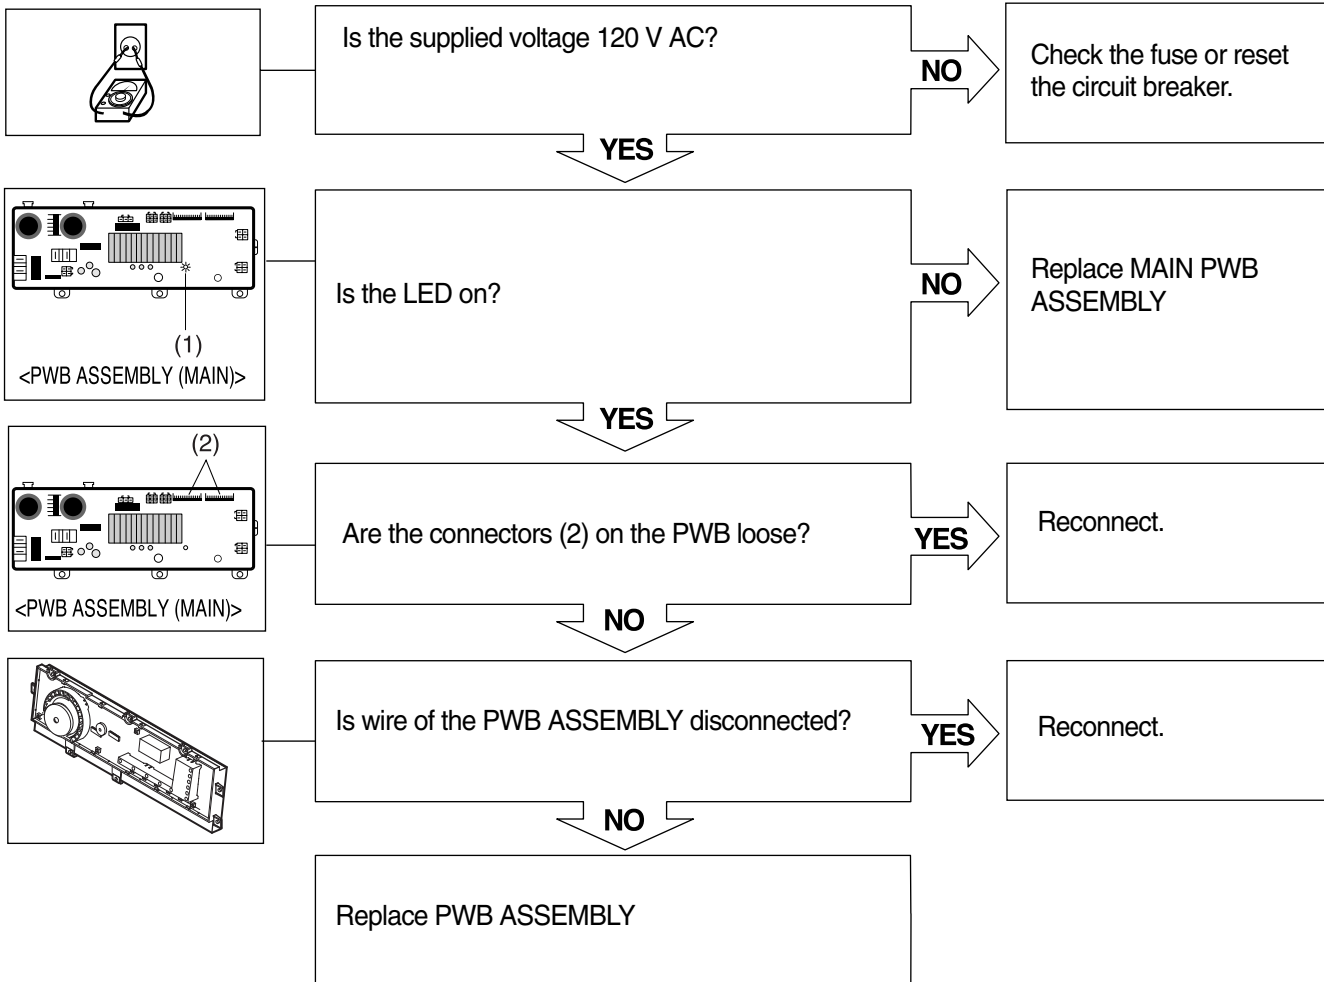 Is the supplied voltage 120 V AC?
NO
Check the fuse or reset
the circuit breaker.
YES
(1)
<PWB ASSEMBLY (MAIN)>
Is the LED on?
NO
Replace MAIN PWB
ASSEMBLY
YES
(2)
<PWB ASSEMBLY (MAIN)>
Are the connectors (2) on the PWB loose?
YES
Reconnect.
NO
Is wire of the PWB ASSEMBLY disconnected?
YES
Reconnect.
NO
Replace PWB ASSEMBLY